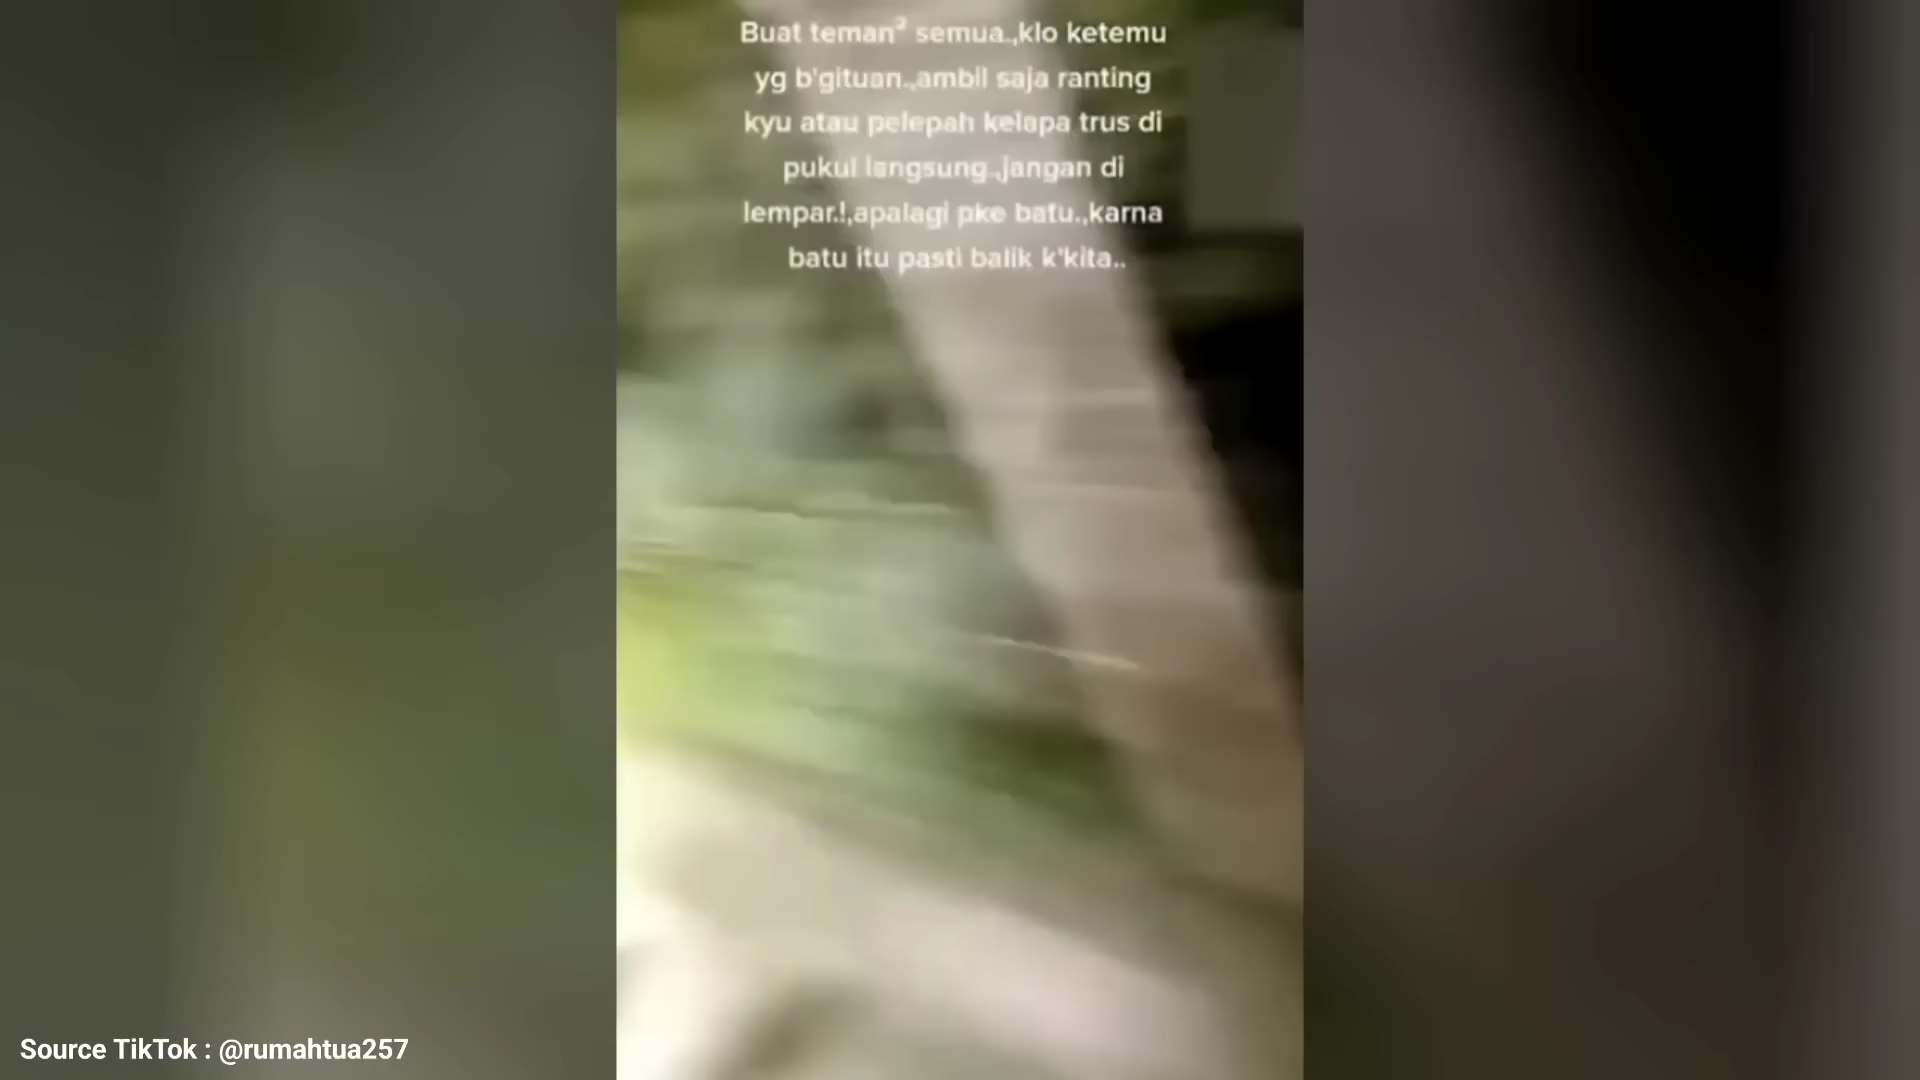 Buat teman² semua.,klo ketemu
yg b'gituan.,ambil saja ranting
kyu atau pelepah kelapa trus di
pukul langsung.,jangan di
lempar.!,apalagi pke batu.,karna
batu itu pasti balik k'kita..
Source TikTok : @rumahtua257